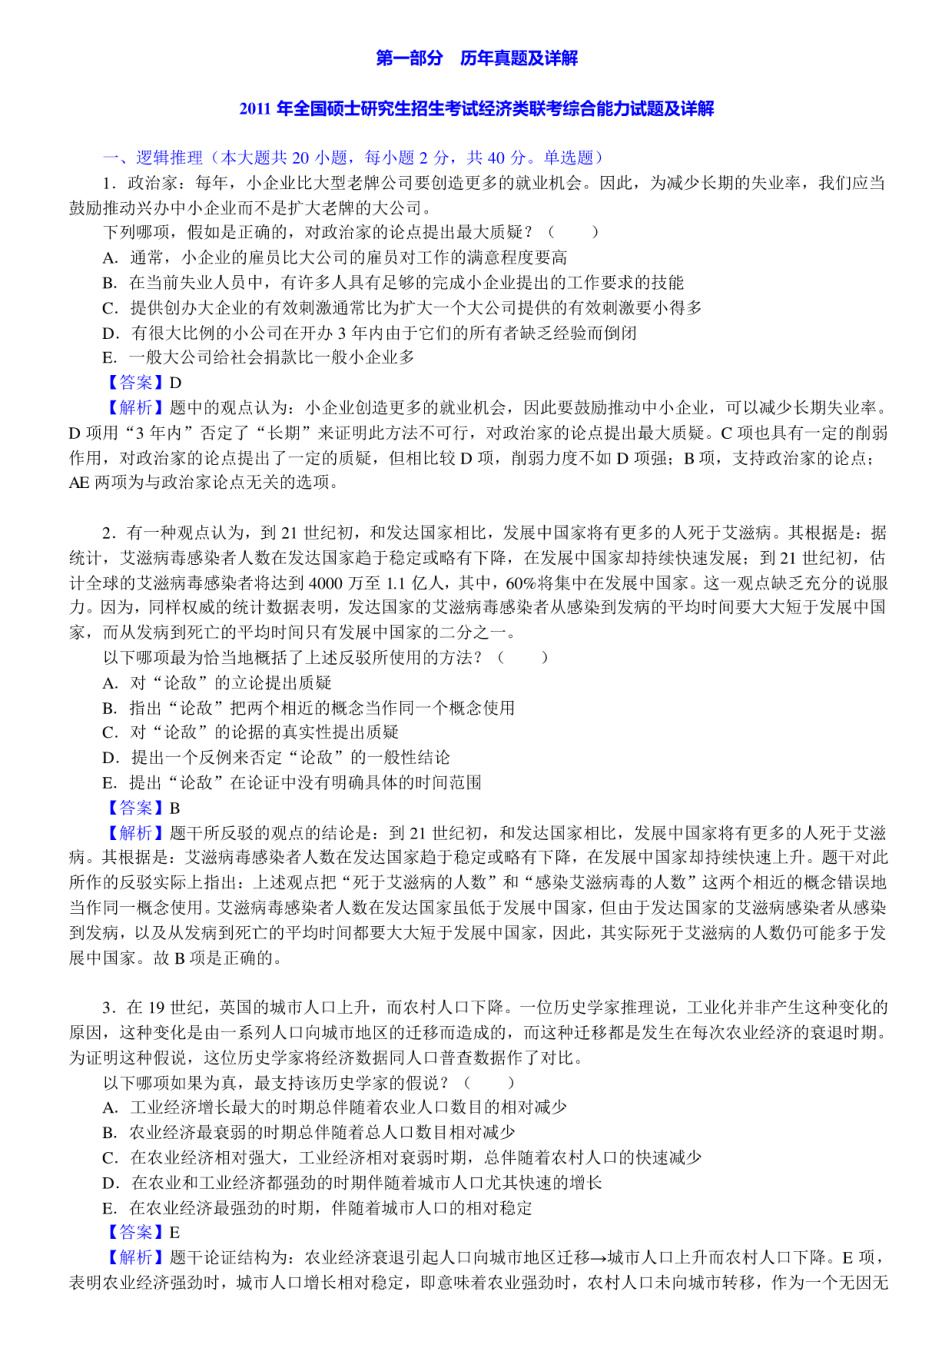 第一部分　历年真题及详解
2011 年全国硕士研究生招生考试经济类联考综合能力试题及详解
一、逻辑推理（本大题共 20 小题，每小题 2 分，共 40 分。单选题）
1．政治家：每年，小企业比大型老牌公司要创造更多的就业机会。因此，为减少长期的失业率，我们应当
鼓励推动兴办中小企业而不是扩大老牌的大公司。
下列哪项，假如是正确的，对政治家的论点提出最大质疑？（　　）
A．通常，小企业的雇员比大公司的雇员对工作的满意程度要高
B．在当前失业人员中，有许多人具有足够的完成小企业提出的工作要求的技能
C．提供创办大企业的有效刺激通常比为扩大一个大公司提供的有效刺激要小得多
D．有很大比例的小公司在开办 3 年内由于它们的所有者缺乏经验而倒闭
E．一般大公司给社会捐款比一般小企业多
【答案】D
【解析】题中的观点认为：小企业创造更多的就业机会，因此要鼓励推动中小企业，可以减少长期失业率。
D 项用“3 年内”否定了“长期”来证明此方法不可行，对政治家的论点提出最大质疑。C 项也具有一定的削弱
作用，对政治家的论点提出了一定的质疑，但相比较 D 项，削弱力度不如 D 项强；B 项，支持政治家的论点；
AE 两项为与政治家论点无关的选项。
2．有一种观点认为，到 21 世纪初，和发达国家相比，发展中国家将有更多的人死于艾滋病。其根据是：据
统计，艾滋病毒感染者人数在发达国家趋于稳定或略有下降，在发展中国家却持续快速发展；到 21 世纪初，估
计全球的艾滋病毒感染者将达到 4000 万至 1.1 亿人，其中，60%将集中在发展中国家。这一观点缺乏充分的说服
力。因为，同样权威的统计数据表明，发达国家的艾滋病毒感染者从感染到发病的平均时间要大大短于发展中国
家，而从发病到死亡的平均时间只有发展中国家的二分之一。
以下哪项最为恰当地概括了上述反驳所使用的方法？（　　）
A．对“论敌”的立论提出质疑
B．指出“论敌”把两个相近的概念当作同一个概念使用
C．对“论敌”的论据的真实性提出质疑
D．提出一个反例来否定“论敌”的一般性结论
E．提出“论敌”在论证中没有明确具体的时间范围
【答案】B
【解析】题干所反驳的观点的结论是：到 21 世纪初，和发达国家相比，发展中国家将有更多的人死于艾滋
病。其根据是：艾滋病毒感染者人数在发达国家趋于稳定或略有下降，在发展中国家却持续快速上升。题干对此
所作的反驳实际上指出：上述观点把“死于艾滋病的人数”和“感染艾滋病毒的人数”这两个相近的概念错误地
当作同一概念使用。艾滋病毒感染者人数在发达国家虽低于发展中国家，但由于发达国家的艾滋病感染者从感染
到发病，以及从发病到死亡的平均时间都要大大短于发展中国家，因此，其实际死于艾滋病的人数仍可能多于发
展中国家。故 B 项是正确的。
3．在 19 世纪，英国的城市人口上升，而农村人口下降。一位历史学家推理说，工业化并非产生这种变化的
原因，这种变化是由一系列人口向城市地区的迁移而造成的，而这种迁移都是发生在每次农业经济的衰退时期。
为证明这种假说，这位历史学家将经济数据同人口普查数据作了对比。
以下哪项如果为真，最支持该历史学家的假说？（　　）
A．工业经济增长最大的时期总伴随着农业人口数目的相对减少
B．农业经济最衰弱的时期总伴随着总人口数目相对减少
C．在农业经济相对强大，工业经济相对衰弱时期，总伴随着农村人口的快速减少
D．在农业和工业经济都强劲的时期伴随着城市人口尤其快速的增长
E．在农业经济最强劲的时期，伴随着城市人口的相对稳定
【答案】E
【解析】题干论证结构为：农业经济衰退引起人口向城市地区迁移→城市人口上升而农村人口下降。E 项，
表明农业经济强劲时，城市人口增长相对稳定，即意味着农业强劲时，农村人口未向城市转移，作为一个无因无